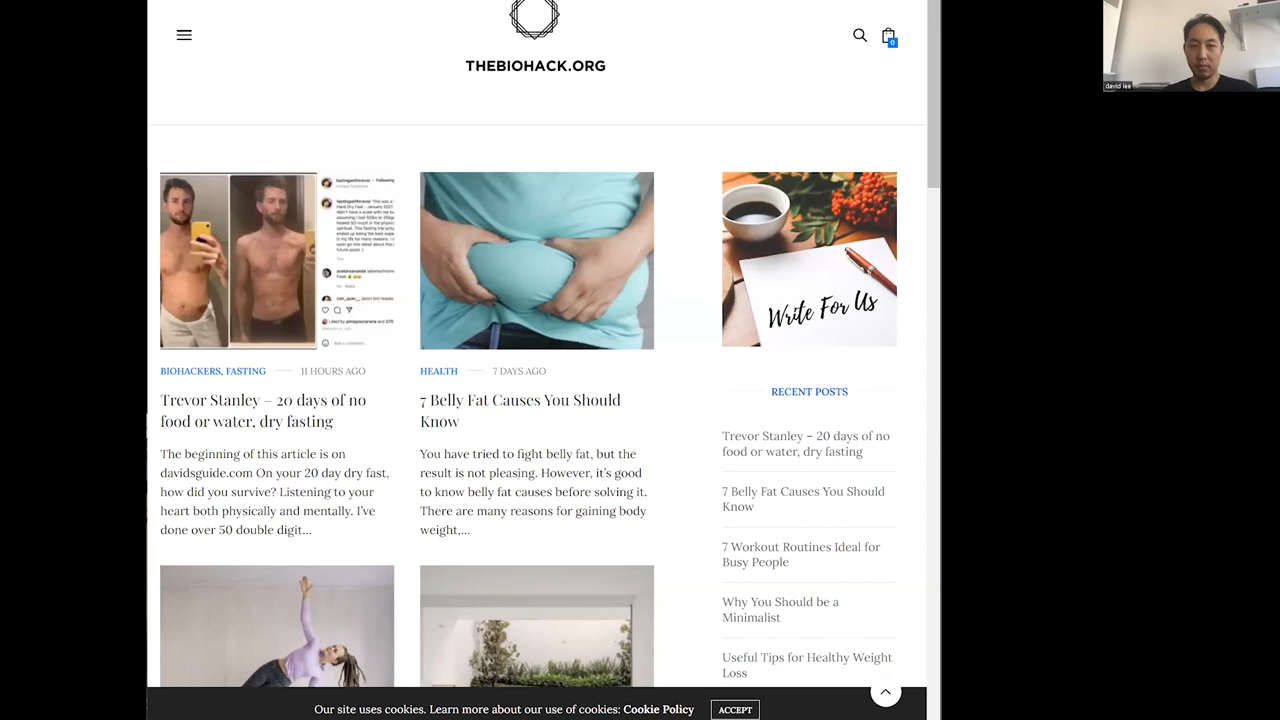 THEBIOHACK.ORG
0
david lee
Write For Us
BIOHACKERS, FASTING
11 HOURS AGO
Trevor Stanley – 20 days of no
food or water, dry fasting
The beginning of this article is on
davidsguide.com On your 20 day dry fast,
how did you survive? Listening to your
heart both physically and mentally. I've
done over 50 double digit...
HEALTH
7 DAYS AGO
7 Belly Fat Causes You Should
Know
You have tried to fight belly fat, but the
result is not pleasing. However, it's good
to know belly fat causes before solving it.
There are many reasons for gaining body
weight,...
RECENT POSTS
Trevor Stanley – 20 days of no
food or water, dry fasting
7 Belly Fat Causes You Should
Know
7 Workout Routines Ideal for
Busy People
Why You Should be a
Minimalist
Useful Tips for Healthy Weight
Loss
Our site uses cookies. Learn more about our use of cookies: Cookie Policy
ACCEPT